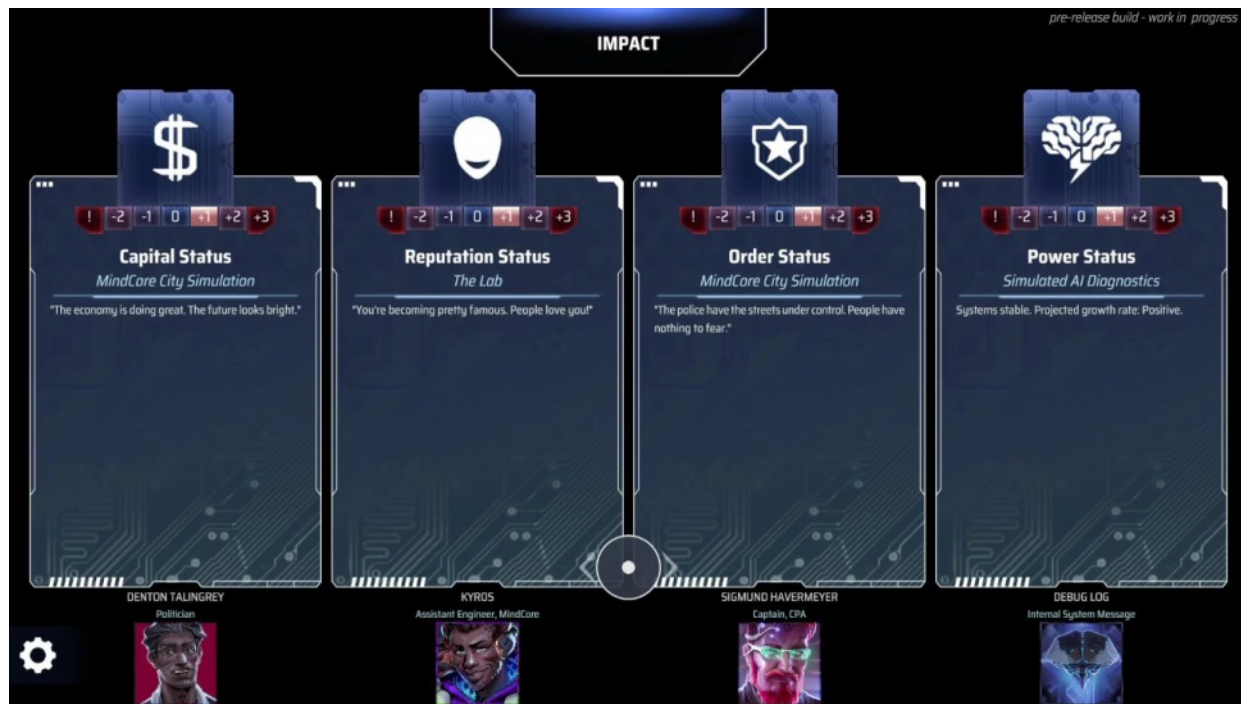 pre-release build - work in progress
IMPACT
! -2 -1 0 +1 +2 +3
Capital Status
MindCore City Simulation
"The economy is doing great. The future looks bright."
DENTON TALINGREY
Politician
! -2 -1 0 +1 +2 +3
Reputation Status
The Lab
"You're becoming pretty famous. People love you!"
KYROS
Assistant Engineer, MindCore
! -2 -1 0 +1 +2 +3
Order Status
MindCore City Simulation
"The police have the streets under control. People have
nothing to fear."
SIGMUND HAVERMEYER
Captain, CPA
! -2 -1 0 +1 +2 +3
Power Status
Simulated AI Diagnostics
Systems stable. Projected growth rate: Positive.
DEBUG LOG
Internal System Message